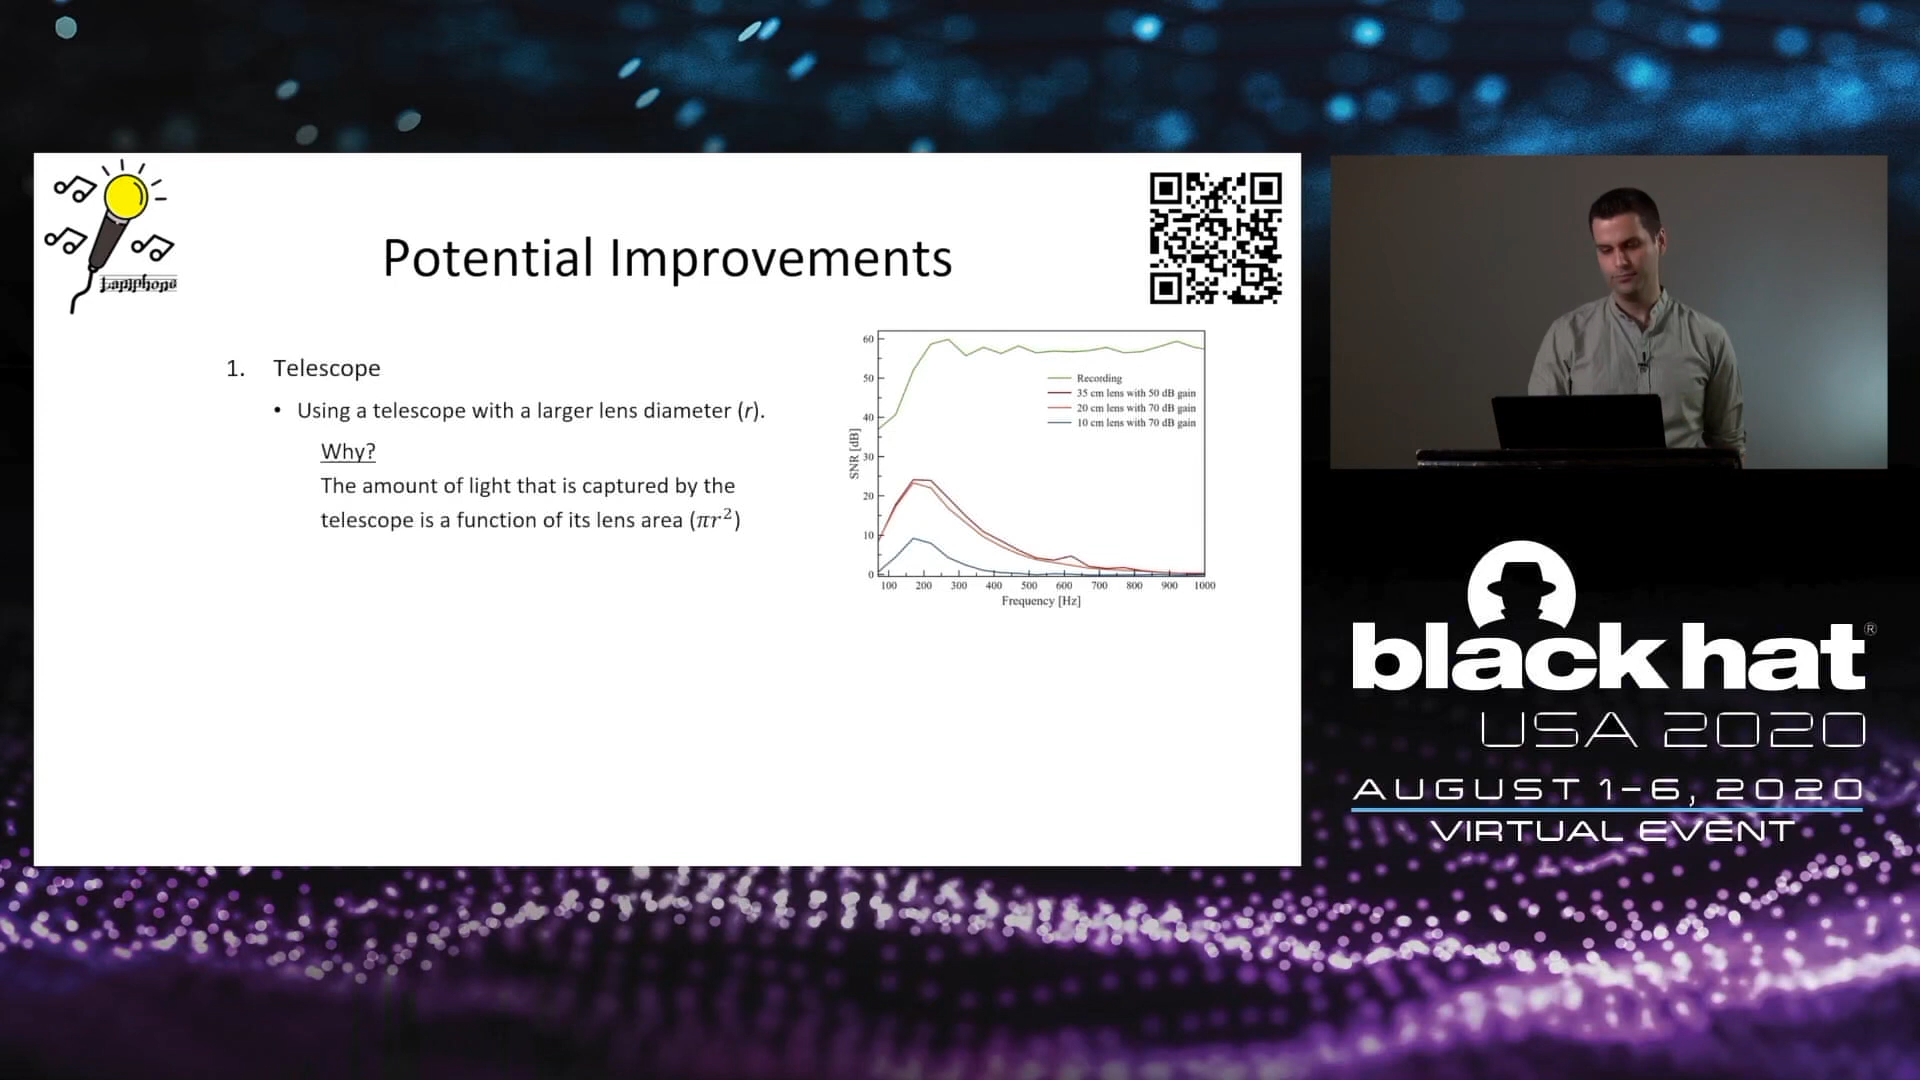 Lamphone
Potential Improvements
1. Telescope
• Using a telescope with a larger lens diameter (r).
Why?
The amount of light that is captured by the
telescope is a function of its lens area (πr²)
60
50
40
30
20
10
0
SNR [dB]
Recording
35 cm lens with 50 dB gain
20 cm lens with 70 dB gain
10 cm lens with 70 dB gain
100 200 300 400 500 600 700 800 900 1000
Frequency [Hz]
black hat®
USA 2020
AUGUST 1-6, 2020
VIRTUAL EVENT